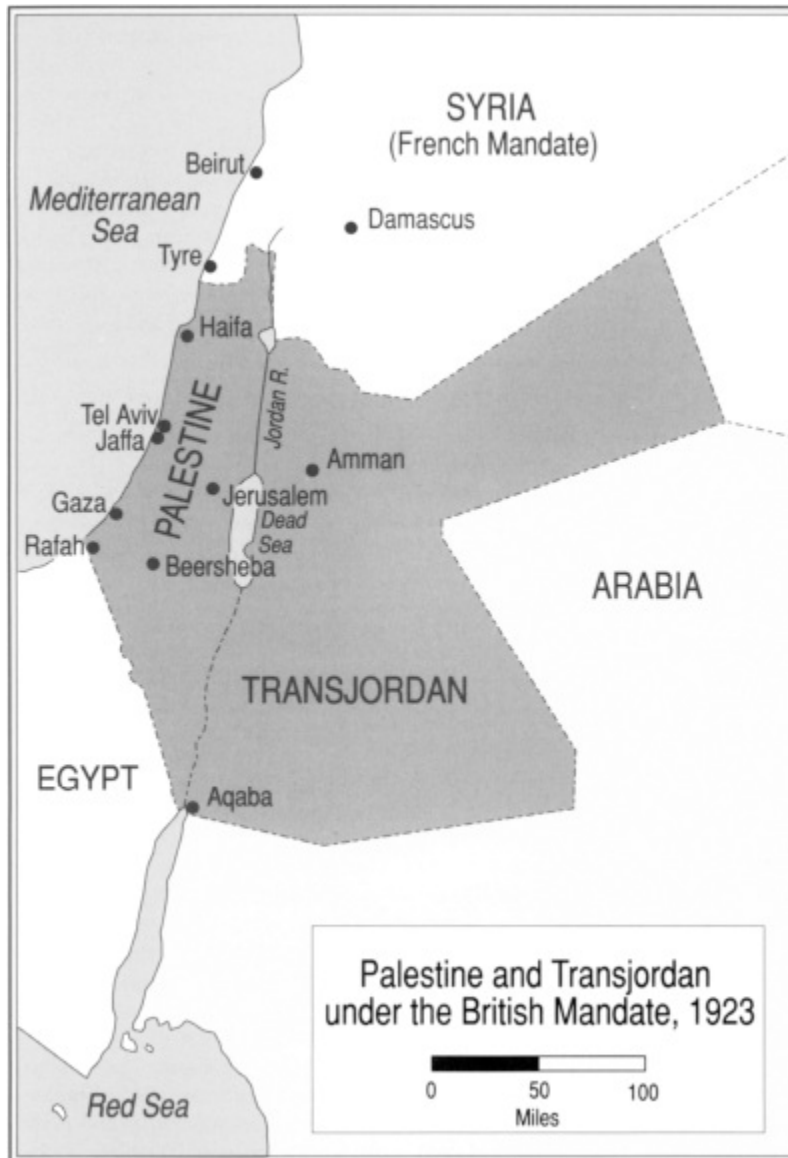 SYRIA
(French Mandate)
Beirut
Mediterranean
Sea
Damascus
Tyre
Haifa
Jordan R.
PALESTINE
Tel Aviv
Jaffa
Amman
Jerusalem
Gaza
Dead
Sea
Rafah
Beersheba
ARABIA
TRANSJORDAN
EGYPT
Aqaba
Palestine and Transjordan
under the British Mandate, 1923
0 50 100
Miles
Red Sea